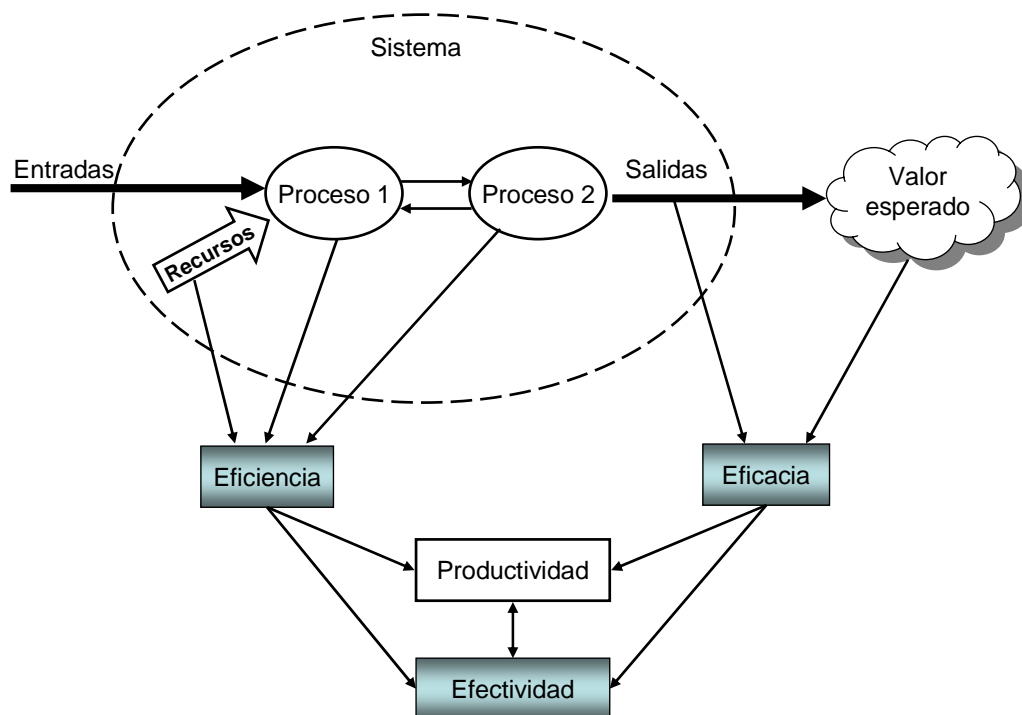 Sistema
Entradas
Proceso 1
Proceso 2
Salidas
Valor
esperado
Recursos
Eficiencia
Eficacia
Productividad
Efectividad